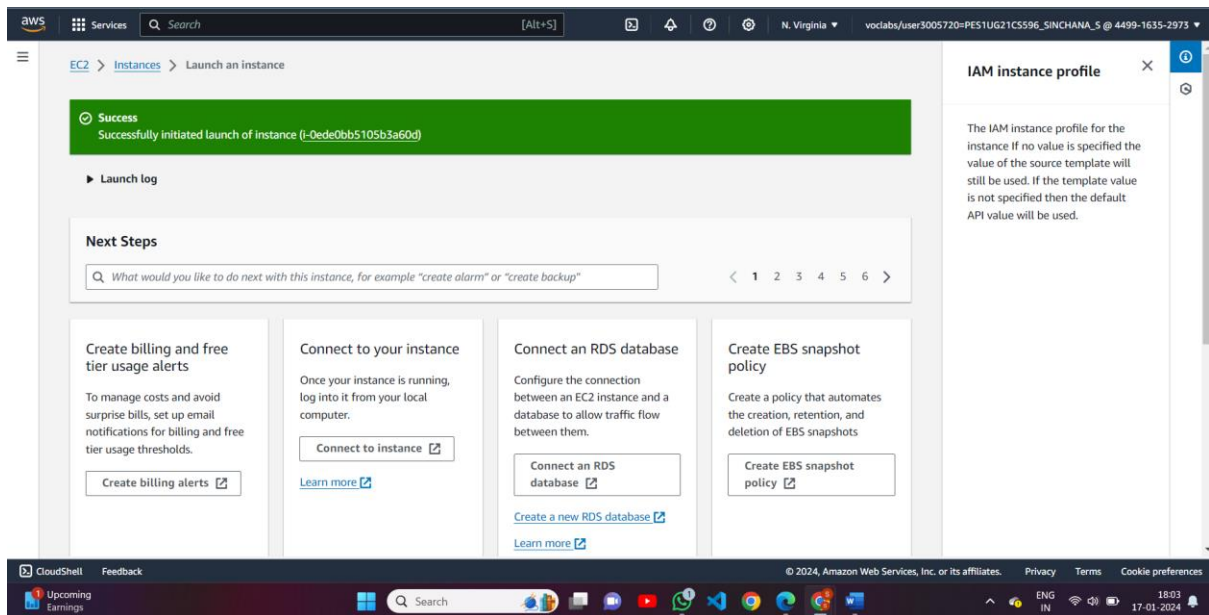 aws
Services
Search
[Alt+S]
N. Virginia
voclabs/user3005720=PES1UG21CS596_SINCHANA_S @ 4499-1635-2973
EC2 > Instances > Launch an instance
Success
Successfully initiated launch of instance (i-0ede0bb5105b3a60d)
Launch log
Next Steps
What would you like to do next with this instance, for example "create alarm" or "create backup"
< 1 2 3 4 5 6 >
Create billing and free
tier usage alerts
To manage costs and avoid
surprise bills, set up email
notifications for billing and free
tier usage thresholds.
Create billing alerts
Connect to your instance
Once your instance is running,
log into it from your local
computer.
Connect to instance
Learn more
Connect an RDS database
Configure the connection
between an EC2 instance and a
database to allow traffic flow
between them.
Connect an RDS
database
Create a new RDS database
Learn more
Create EBS snapshot
policy
Create a policy that automates
the creation, retention, and
deletion of EBS snapshots
Create EBS snapshot
policy
IAM instance profile
The IAM instance profile for the
instance If no value is specified the
value of the source template will
still be used. If the template value
is not specified then the default
API value will be used.
CloudShell
Feedback
© 2024, Amazon Web Services, Inc. or its affiliates.
Privacy
Terms
Cookie preferences
1
Upcoming
Earnings
Search
ENG
IN
18:03
17-01-2024